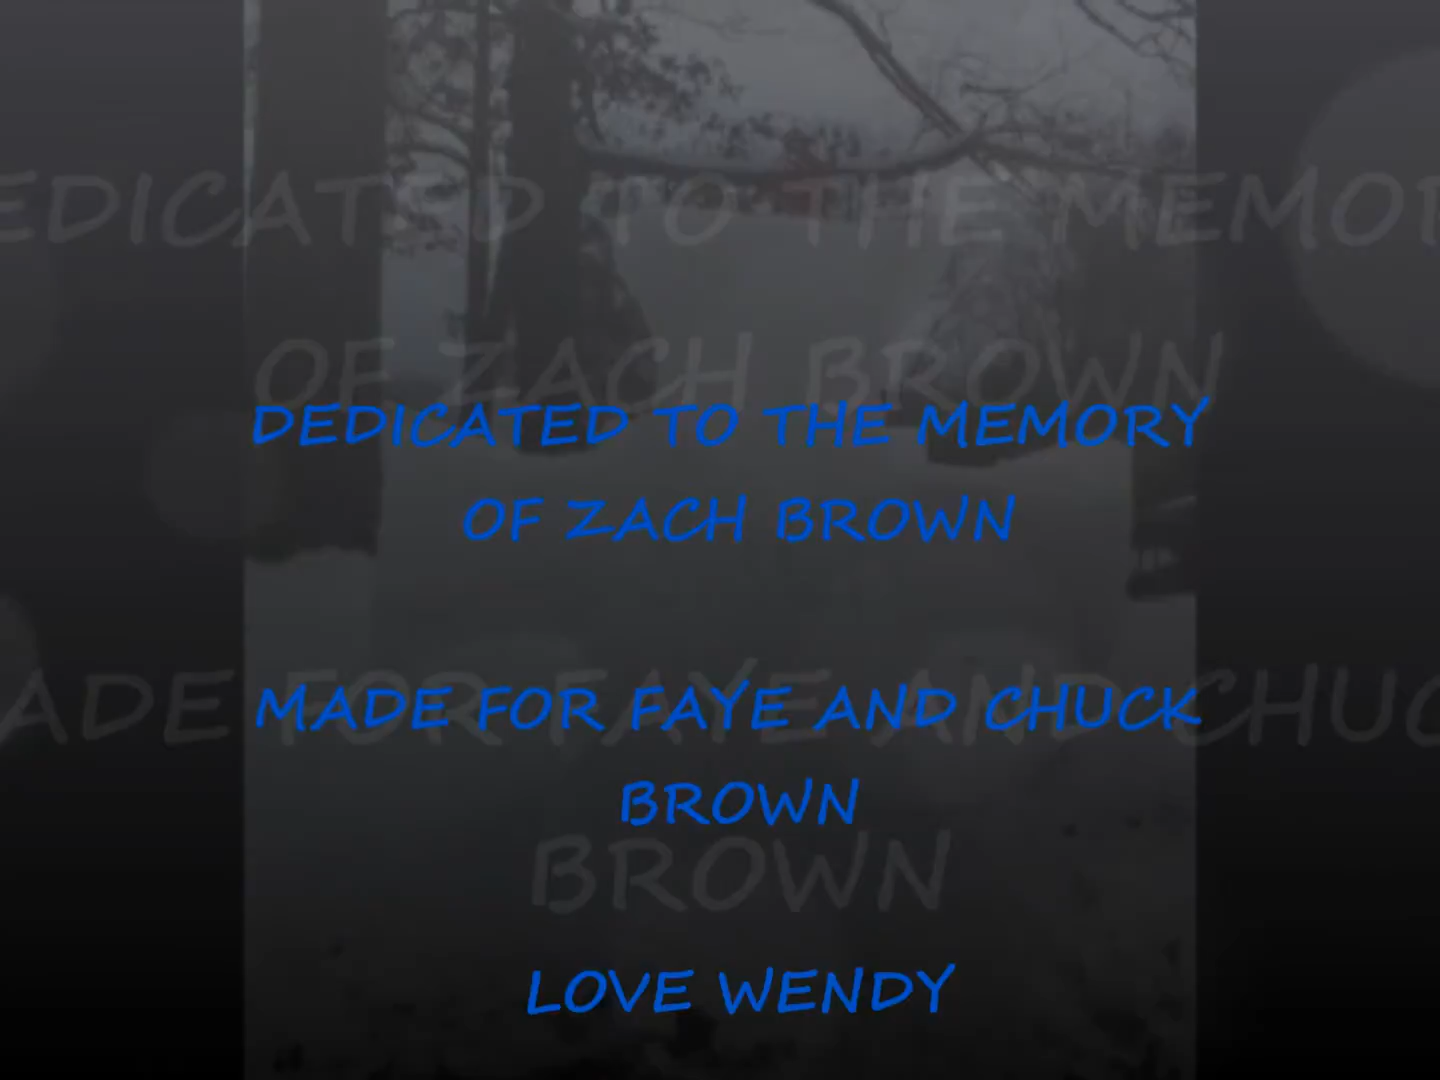 DEDICATED TO THE MEMORY
OF ZACH BROWN
MADE FOR FAYE AND CHUCK
BROWN
LOVE WENDY